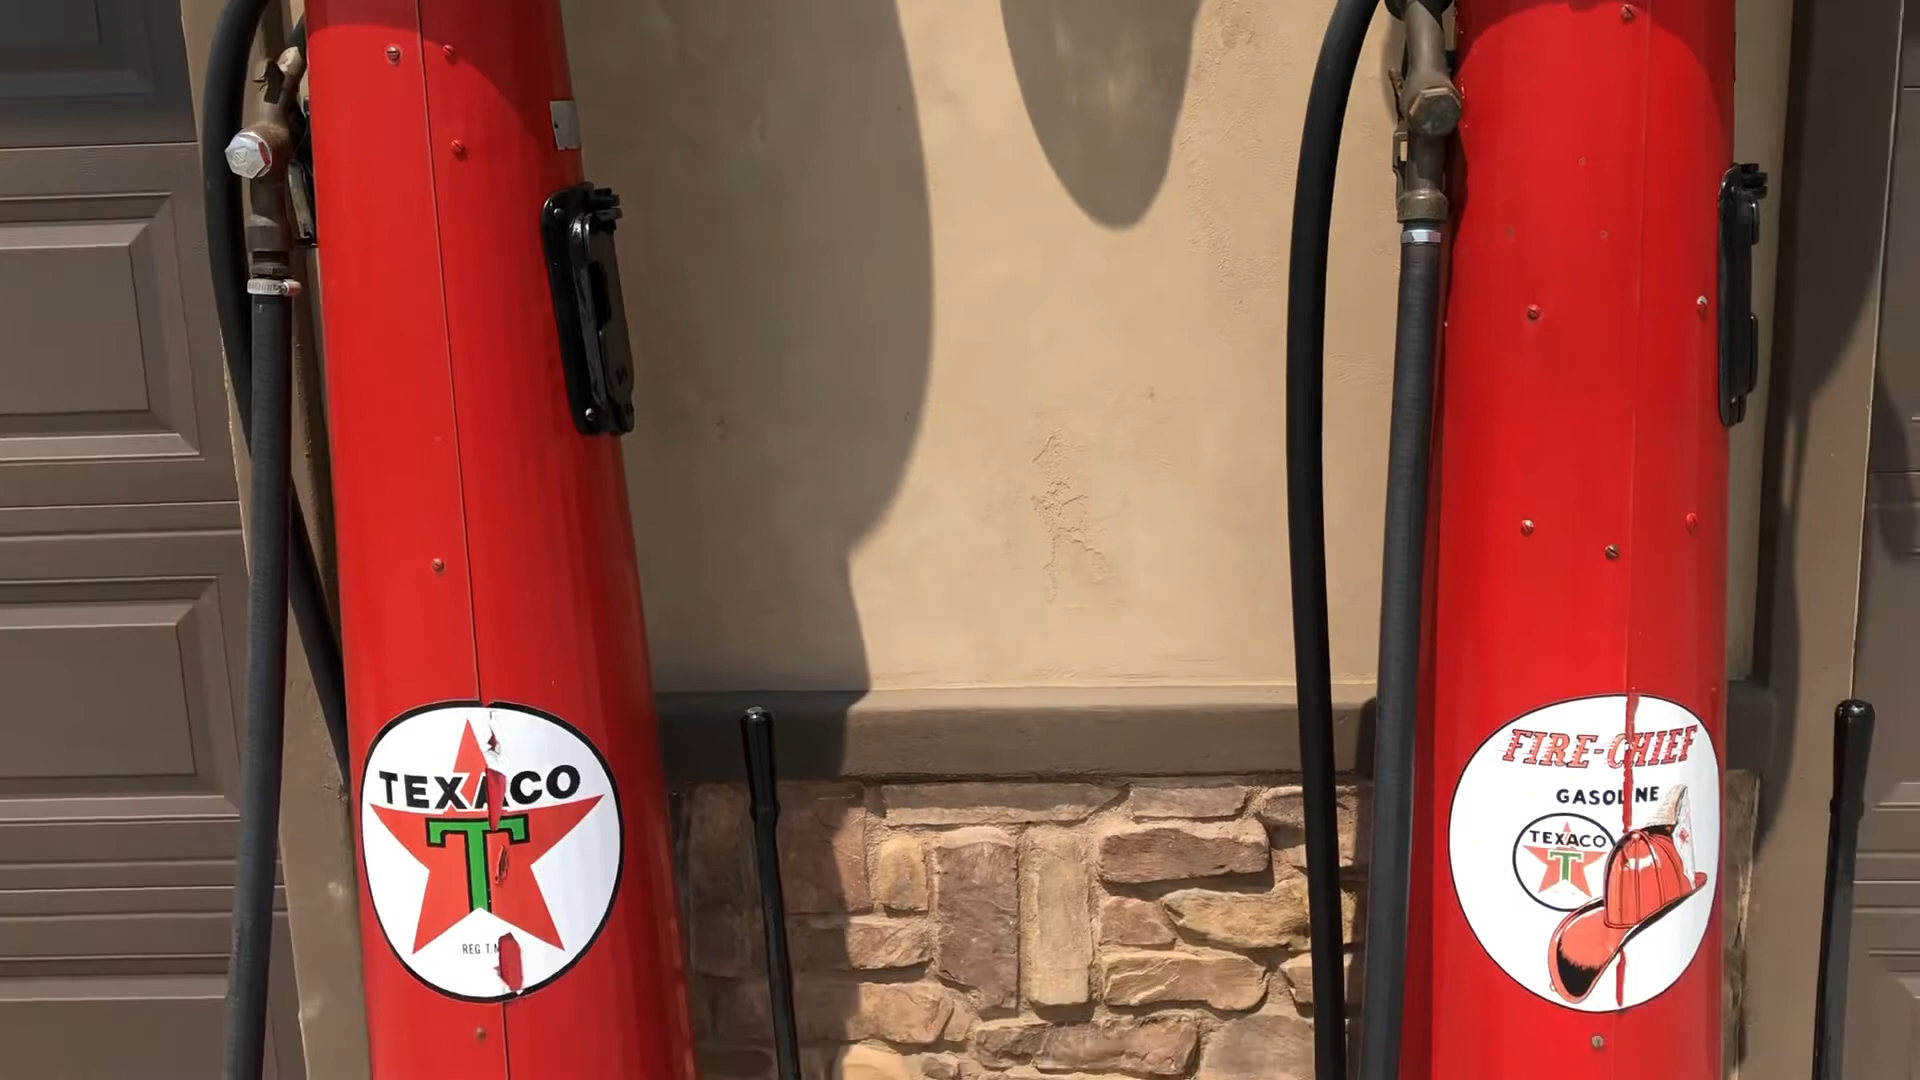 TEXACO
T
REG T.M
FIRE-CHIEF
GASOLINE
TEXACO
T